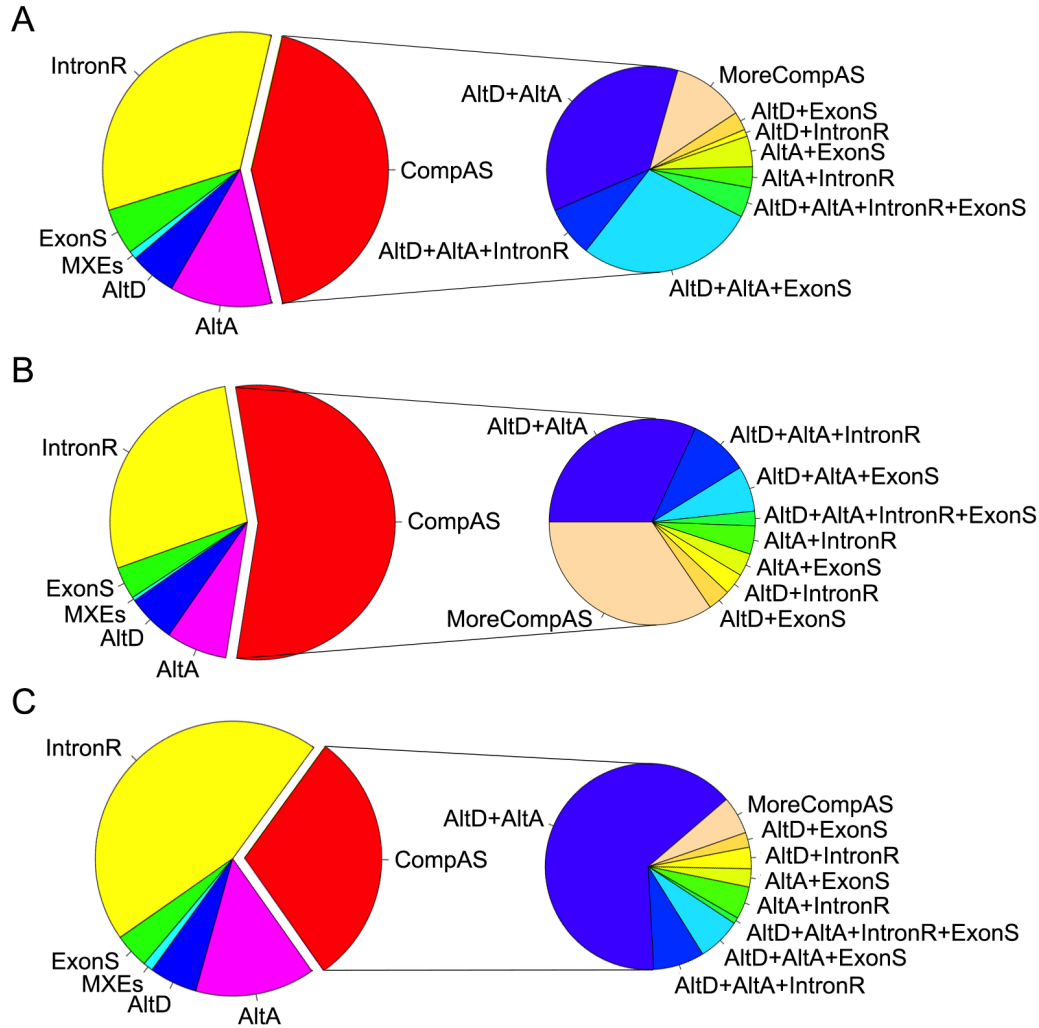 A
IntronR
ExonS
MXEs
AltD
AltA
CompAS
AltD+AltA
MoreCompAS
AltD+ExonS
AltD+IntronR
AltA+ExonS
AltA+IntronR
AltD+AltA+IntronR+ExonS
AltD+AltA+IntronR
AltD+AltA+ExonS
B
IntronR
ExonS
MXEs
AltD
AltA
CompAS
AltD+AltA
AltD+AltA+IntronR
AltD+AltA+ExonS
AltD+AltA+IntronR+ExonS
AltA+IntronR
AltA+ExonS
AltD+IntronR
AltD+ExonS
MoreCompAS
C
IntronR
ExonS
MXEs
AltD
AltA
CompAS
AltD+AltA
MoreCompAS
AltD+ExonS
AltD+IntronR
AltA+ExonS
AltA+IntronR
AltD+AltA+IntronR+ExonS
AltD+AltA+ExonS
AltD+AltA+IntronR